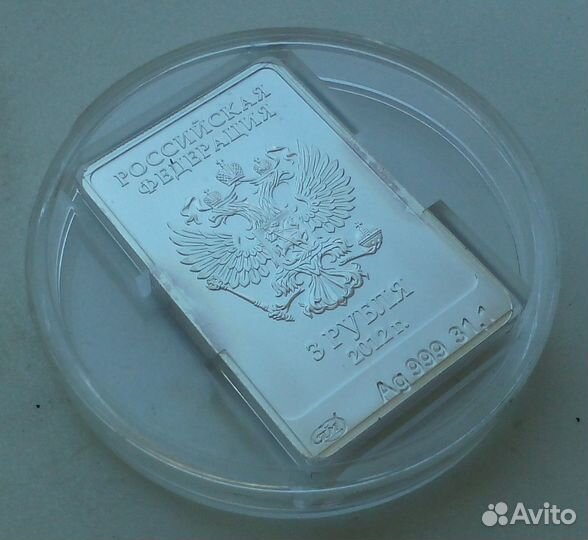 РОССИЙСКАЯ
ФЕДЕРАЦИЯ
3 РУБЛЯ
2012 г.
Ag 999 31.1
Avito